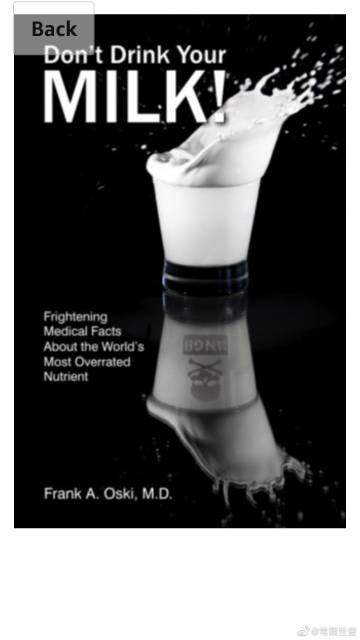 Back
Don't Drink Your
MILK!
Frightening
Medical Facts
About the World's
Most Overrated
Nutrient
Frank A. Oski, M.D.